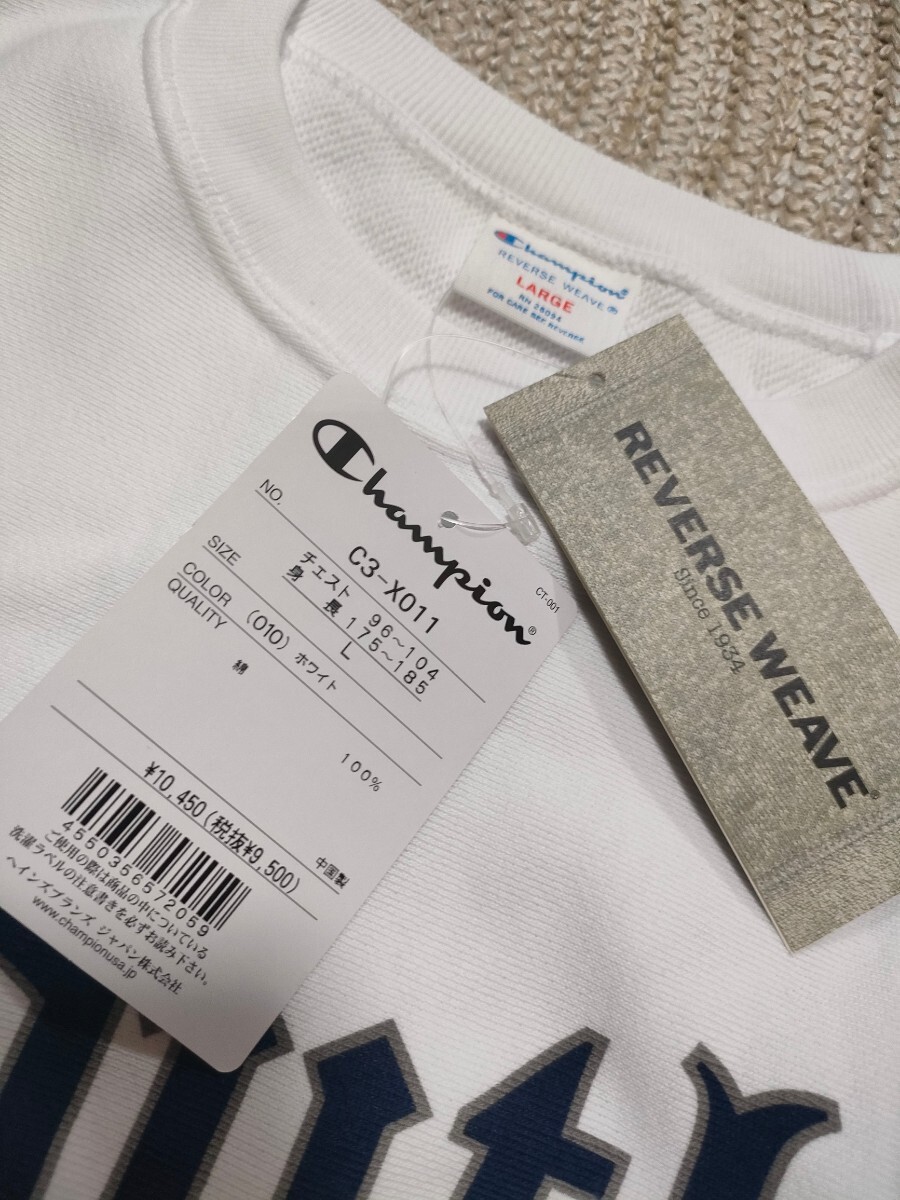 Champion®
REVERSE WEAVE®
LARGE
RN 26094
FOR CARE SEE REVERSE
REVERSE WEAVE®
Since 1934
Champion®
CT-001
NO. C3-X011
SIZE チェスト 96～104
身長 175～185
L
COLOR (010) ホワイト
QUALITY
綿 100%
¥10,450(税抜¥9,500)
中国製
4550356572059
ご使用の際は商品の中についている
洗濯ラベルの注意書きを必ずお読み下さい。
ヘインズブランズ ジャパン株式会社
www.championusa.jp